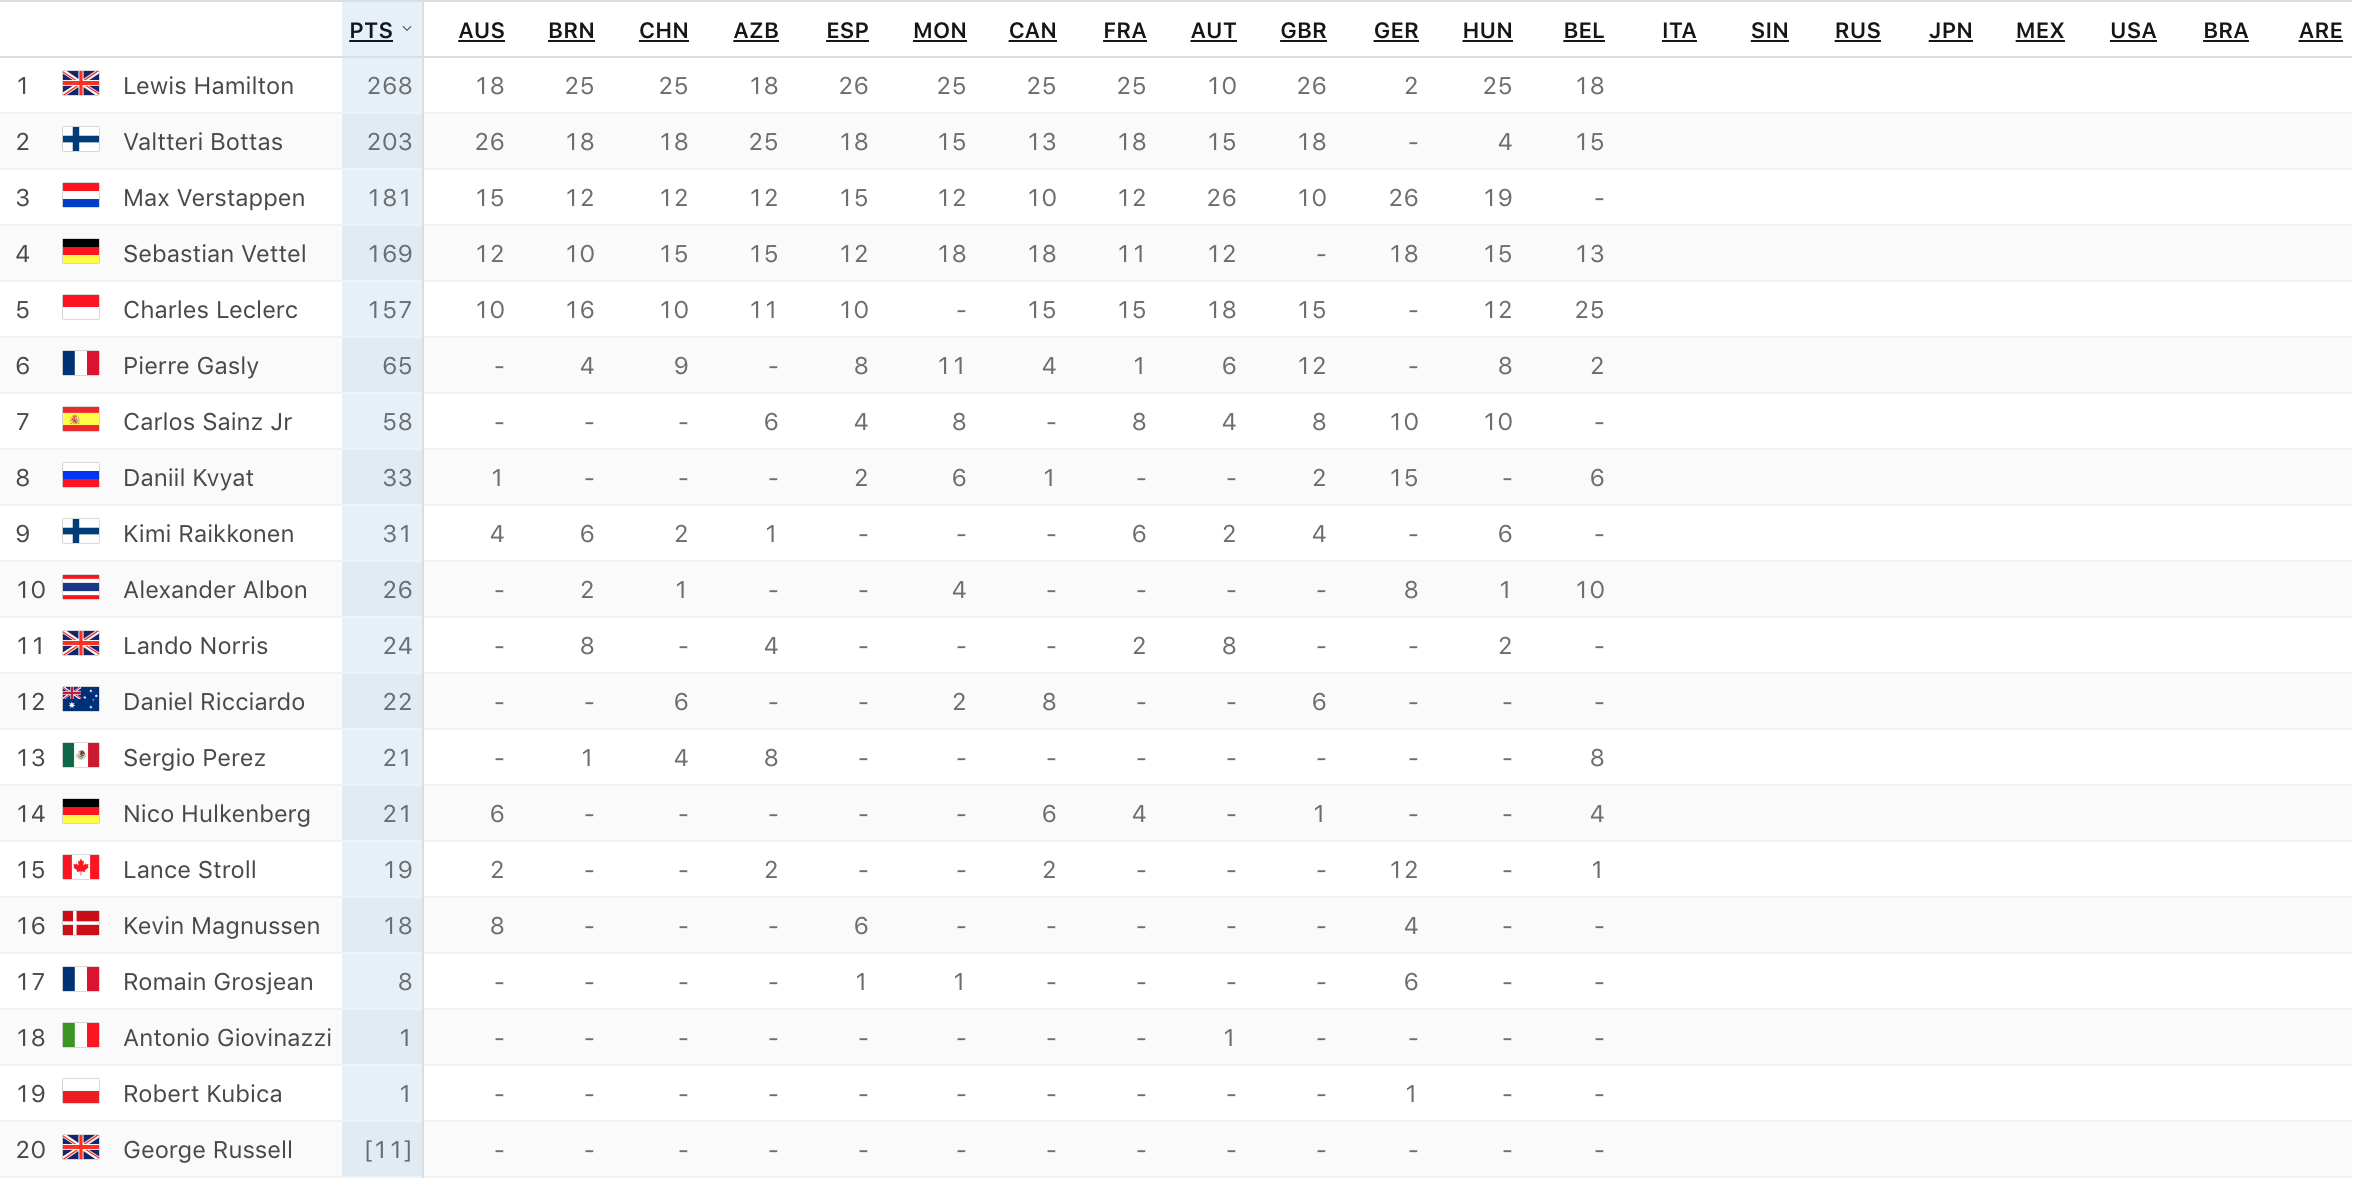 PTS AUS BRN CHN AZB ESP MON CAN FRA AUT GBR GER HUN BEL ITA SIN RUS JPN MEX USA BRA ARE
1 Lewis Hamilton 268 18 25 25 18 26 25 25 25 10 26 2 25 18
2 Valtteri Bottas 203 26 18 18 25 18 15 13 18 15 18 - 4 15
3 Max Verstappen 181 15 12 12 12 15 12 10 12 26 10 26 19 -
4 Sebastian Vettel 169 12 10 15 15 12 18 18 11 12 - 18 15 13
5 Charles Leclerc 157 10 16 10 11 10 - 15 15 18 15 - 12 25
6 Pierre Gasly 65 - 4 9 - 8 11 4 1 6 12 - 8 2
7 Carlos Sainz Jr 58 - - - 6 4 8 - 8 4 8 10 10 -
8 Daniil Kvyat 33 1 - - - 2 6 1 - - 2 15 - 6
9 Kimi Raikkonen 31 4 6 2 1 - - - 6 2 4 - 6 -
10 Alexander Albon 26 - 2 1 - - 4 - - - - 8 1 10
11 Lando Norris 24 - 8 - 4 - - - 2 8 - - 2 -
12 Daniel Ricciardo 22 - - 6 - - 2 8 - - 6 - - -
13 Sergio Perez 21 - 1 4 8 - - - - - - - - 8
14 Nico Hulkenberg 21 6 - - - - - 6 4 - 1 - - 4
15 Lance Stroll 19 2 - - 2 - - 2 - - - 12 - 1
16 Kevin Magnussen 18 8 - - - 6 - - - - - 4 - -
17 Romain Grosjean 8 - - - - 1 1 - - - - 6 - -
18 Antonio Giovinazzi 1 - - - - - - - - 1 - - - -
19 Robert Kubica 1 - - - - - - - - - - 1 - -
20 George Russell [11] - - - - - - - - - - - - -